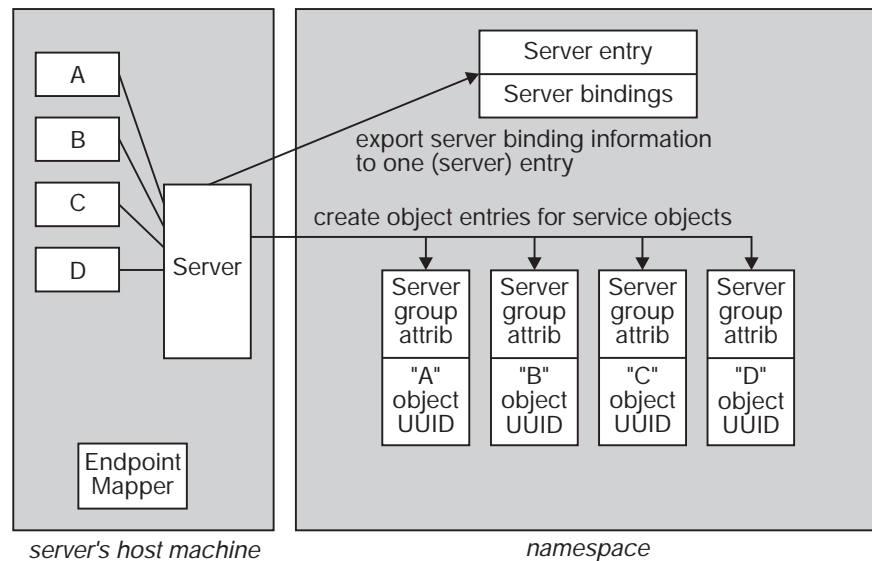 A
B
C
D
Server
Endpoint
Mapper
server's host machine
Server entry
Server bindings
export server binding information
to one (server) entry
create object entries for service objects
Server
group
attrib
"A"
object
UUID
Server
group
attrib
"B"
object
UUID
Server
group
attrib
"C"
object
UUID
Server
group
attrib
"D"
object
UUID
namespace